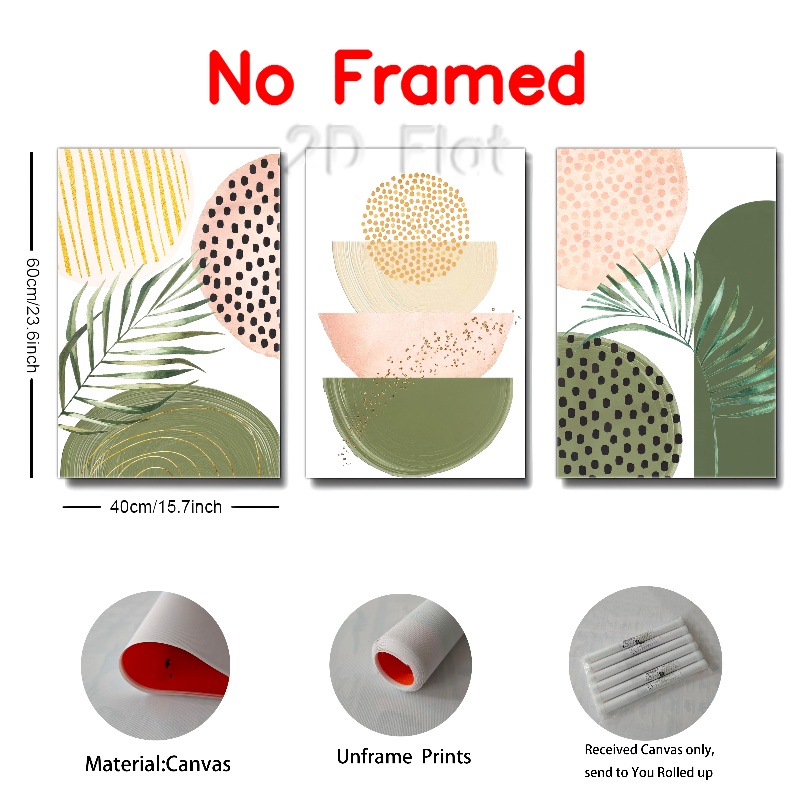 No Framed
2D Flat
60cm/23.6inch
40cm/15.7inch
Material:Canvas
Unframe Prints
Received Canvas only,
send to You Rolled up